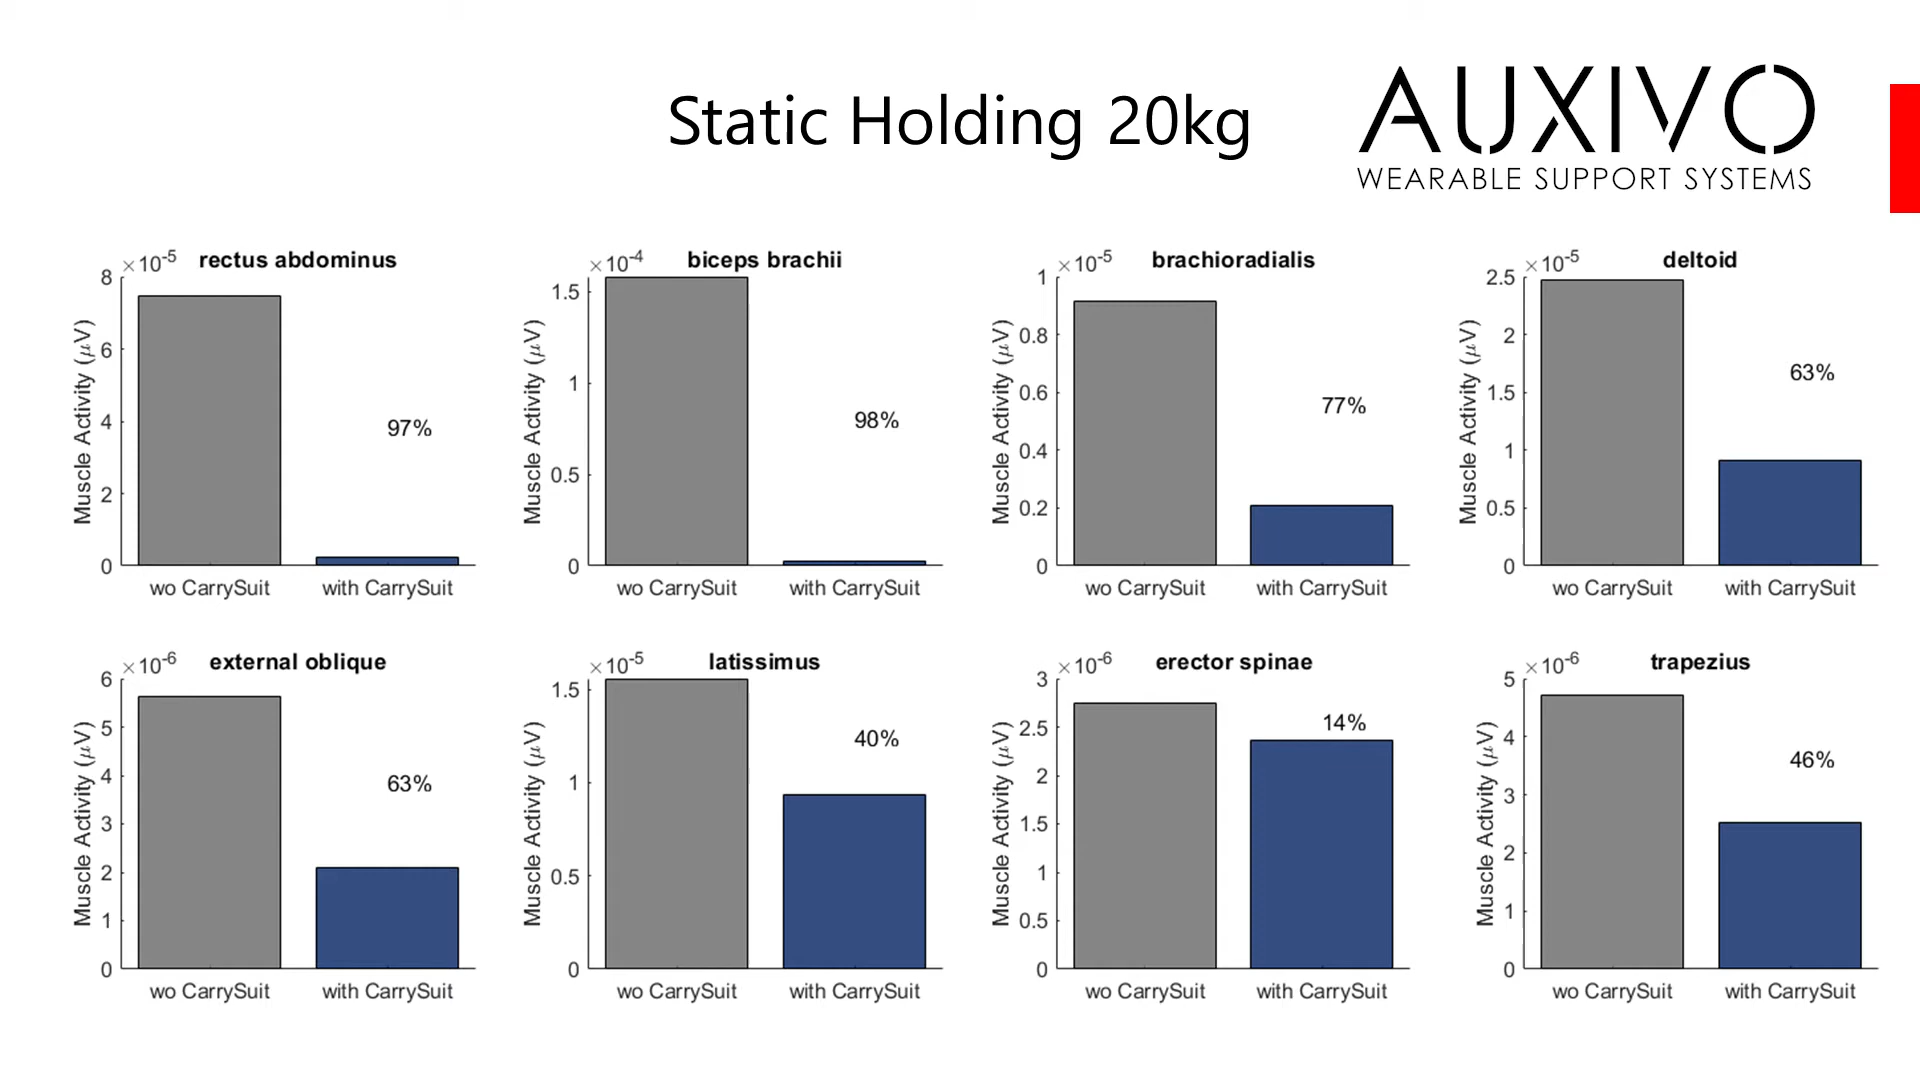 Static Holding 20kg
AUXIVO
WEARABLE SUPPORT SYSTEMS
×10-5 rectus abdominus
Muscle Activity (μV)
8
6
4
2
0
97%
wo CarrySuit with CarrySuit
×10-4 biceps brachii
Muscle Activity (μV)
1.5
1
0.5
0
98%
wo CarrySuit with CarrySuit
×10-5 brachioradialis
Muscle Activity (μV)
1
0.8
0.6
0.4
0.2
0
77%
wo CarrySuit with CarrySuit
×10-5 deltoid
Muscle Activity (μV)
2.5
2
1.5
1
0.5
0
63%
wo CarrySuit with CarrySuit
×10-6 external oblique
Muscle Activity (μV)
6
5
4
3
2
1
0
63%
wo CarrySuit with CarrySuit
×10-5 latissimus
Muscle Activity (μV)
1.5
1
0.5
0
40%
wo CarrySuit with CarrySuit
×10-6 erector spinae
Muscle Activity (μV)
3
2.5
2
1.5
1
0.5
0
14%
wo CarrySuit with CarrySuit
×10-6 trapezius
Muscle Activity (μV)
5
4
3
2
1
0
46%
wo CarrySuit with CarrySuit